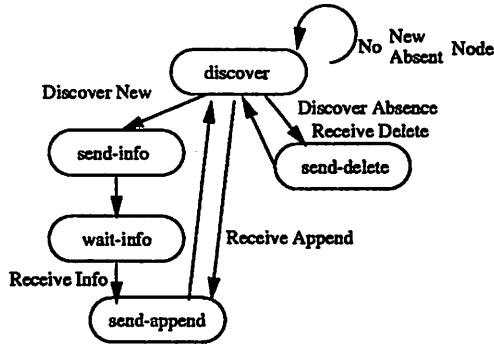 discover
No New
Absent Node
Discover New
Discover Absence
Receive Delete
send-info
send-delete
wait-info
Receive Append
Receive Info
send-append